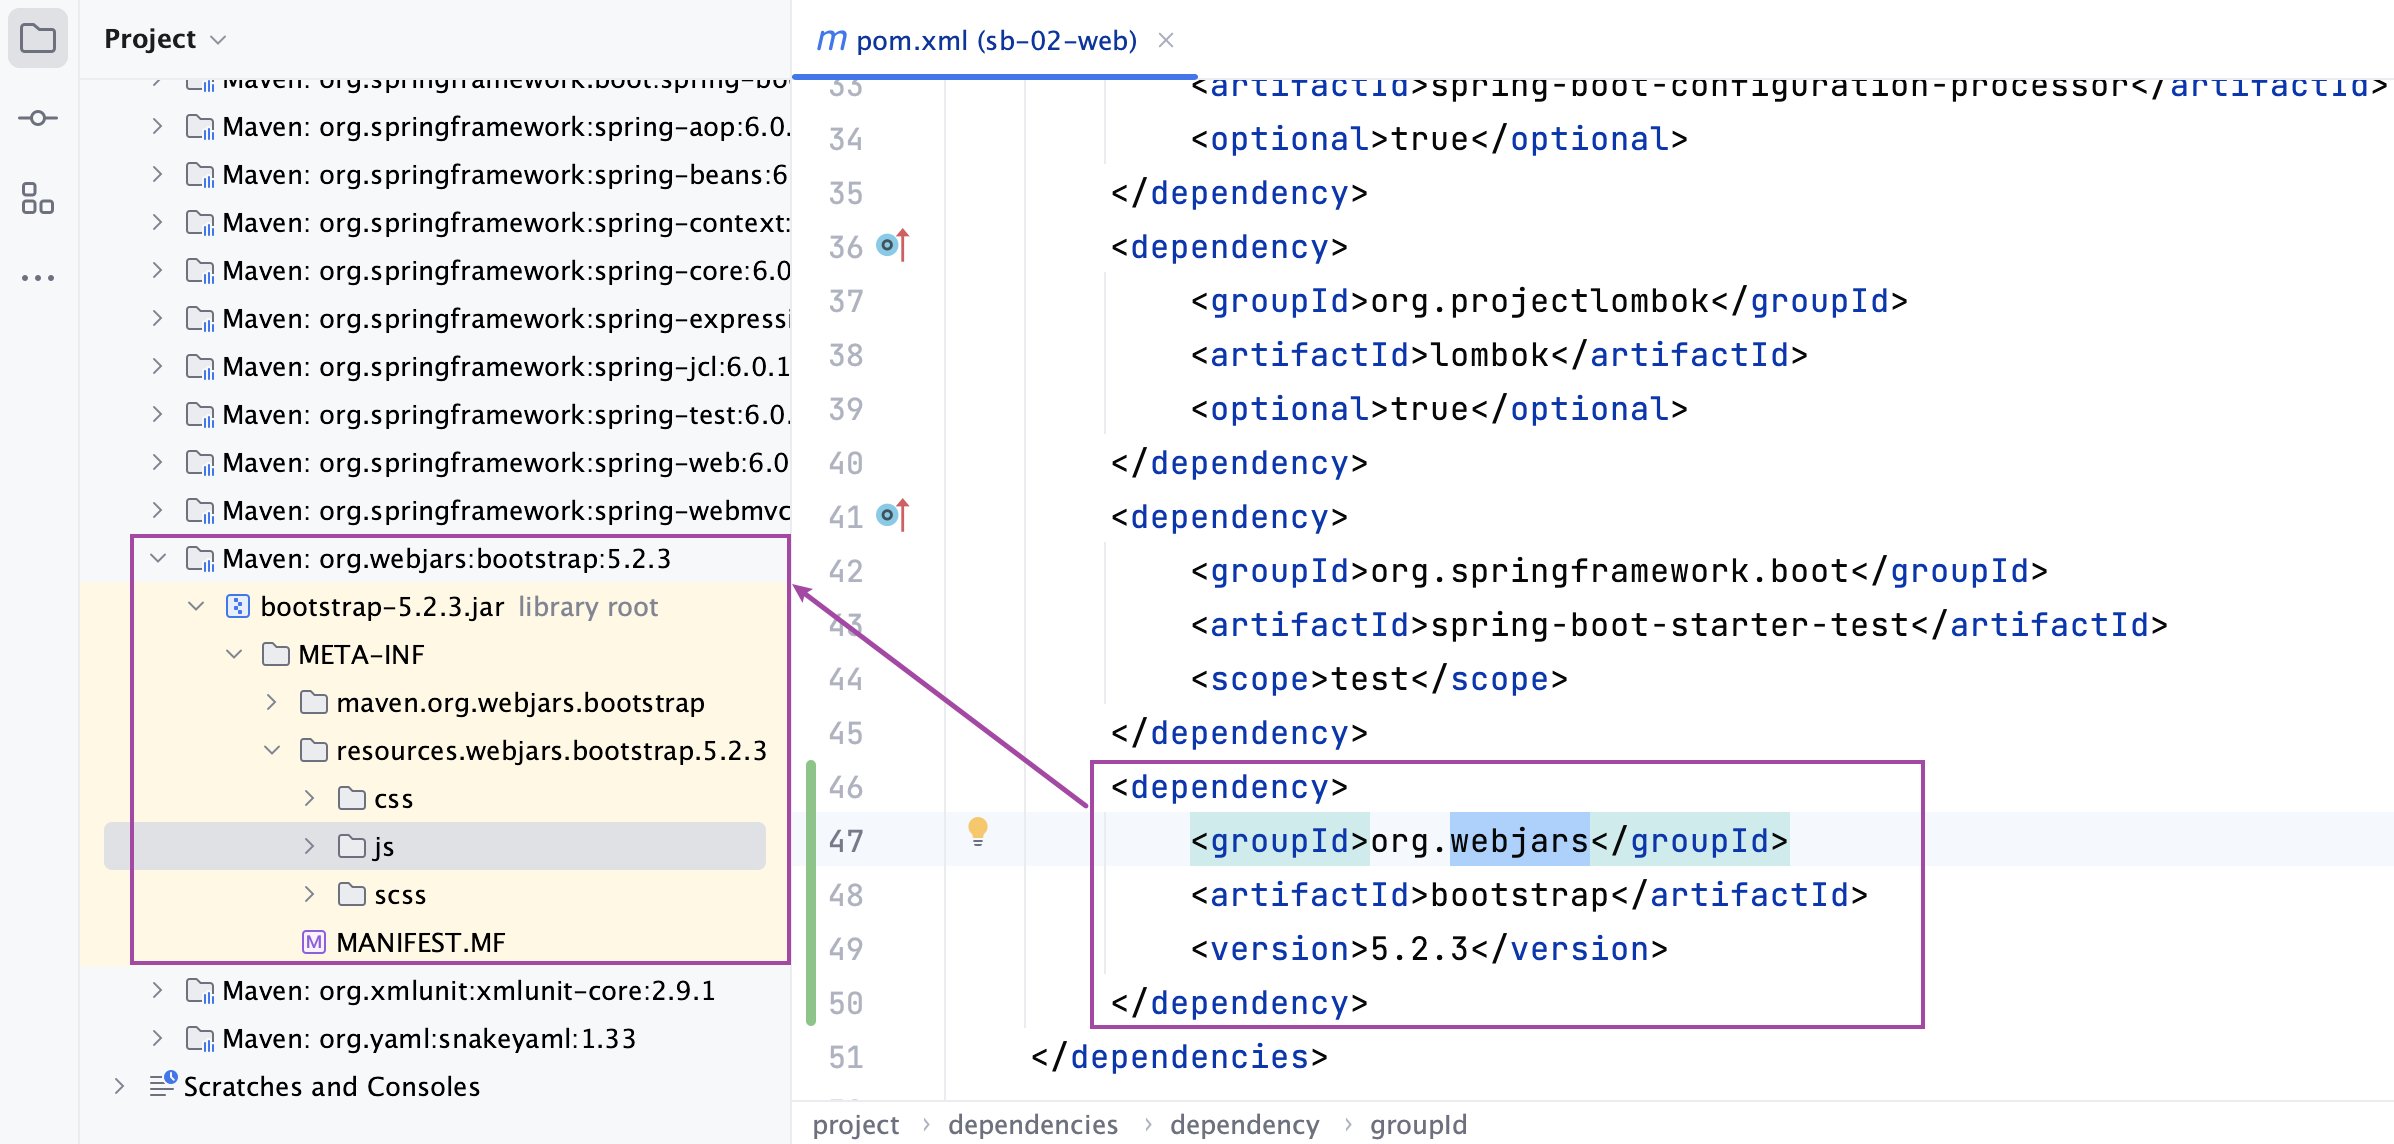 Project
Maven: org.springframework.boot:spring-bo
Maven: org.springframework:spring-aop:6.0.
Maven: org.springframework:spring-beans:6
Maven: org.springframework:spring-context:
Maven: org.springframework:spring-core:6.0
Maven: org.springframework:spring-expressi
Maven: org.springframework:spring-jcl:6.0.1
Maven: org.springframework:spring-test:6.0.
Maven: org.springframework:spring-web:6.0
Maven: org.springframework:spring-webmvc
Maven: org.webjars:bootstrap:5.2.3
bootstrap-5.2.3.jar library root
META-INF
maven.org.webjars.bootstrap
resources.webjars.bootstrap.5.2.3
css
js
scss
M MANIFEST.MF
Maven: org.xmlunit:xmlunit-core:2.9.1
Maven: org.yaml:snakeyaml:1.33
Scratches and Consoles
m pom.xml (sb-02-web)
33 <artifactId>spring-boot-configuration-processor</artifactId>
34 <optional>true</optional>
35 </dependency>
36 <dependency>
37 <groupId>org.projectlombok</groupId>
38 <artifactId>lombok</artifactId>
39 <optional>true</optional>
40 </dependency>
41 <dependency>
42 <groupId>org.springframework.boot</groupId>
43 <artifactId>spring-boot-starter-test</artifactId>
44 <scope>test</scope>
45 </dependency>
46 <dependency>
47 <groupId>org.webjars</groupId>
48 <artifactId>bootstrap</artifactId>
49 <version>5.2.3</version>
50 </dependency>
51 </dependencies>
project › dependencies › dependency › groupId